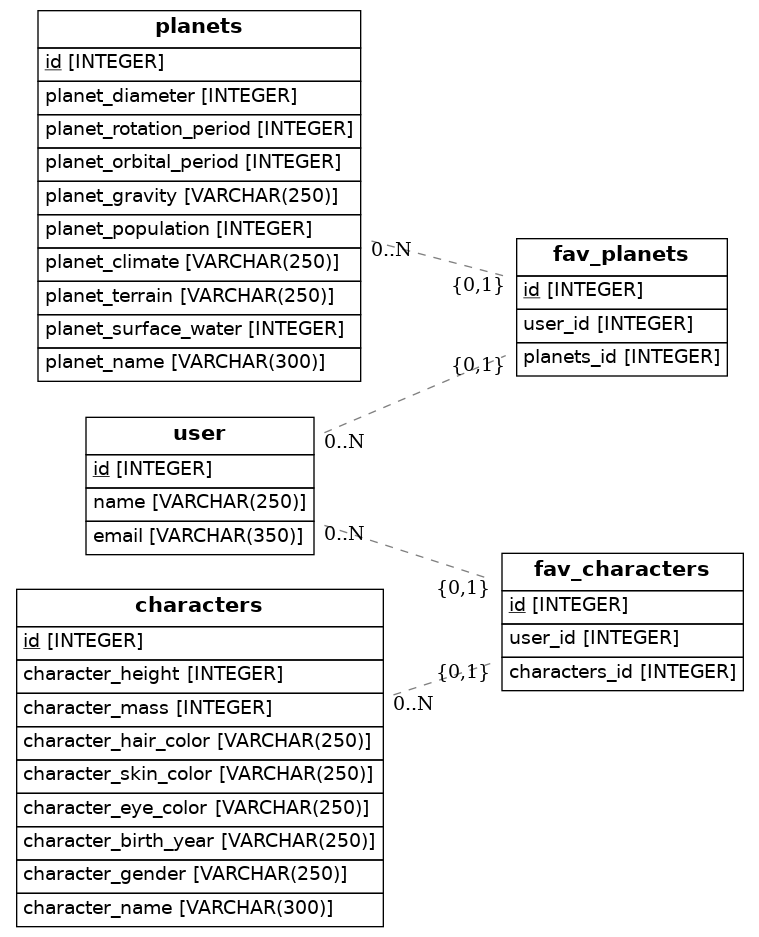 planets
id [INTEGER]
planet_diameter [INTEGER]
planet_rotation_period [INTEGER]
planet_orbital_period [INTEGER]
planet_gravity [VARCHAR(250)]
planet_population [INTEGER]
planet_climate [VARCHAR(250)]
planet_terrain [VARCHAR(250)]
planet_surface_water [INTEGER]
planet_name [VARCHAR(300)]
0..N
{0,1}
fav_planets
id [INTEGER]
user_id [INTEGER]
planets_id [INTEGER]
{0,1}
0..N
user
id [INTEGER]
name [VARCHAR(250)]
email [VARCHAR(350)]
0..N
{0,1}
fav_characters
id [INTEGER]
user_id [INTEGER]
characters_id [INTEGER]
{0,1}
0..N
characters
id [INTEGER]
character_height [INTEGER]
character_mass [INTEGER]
character_hair_color [VARCHAR(250)]
character_skin_color [VARCHAR(250)]
character_eye_color [VARCHAR(250)]
character_birth_year [VARCHAR(250)]
character_gender [VARCHAR(250)]
character_name [VARCHAR(300)]